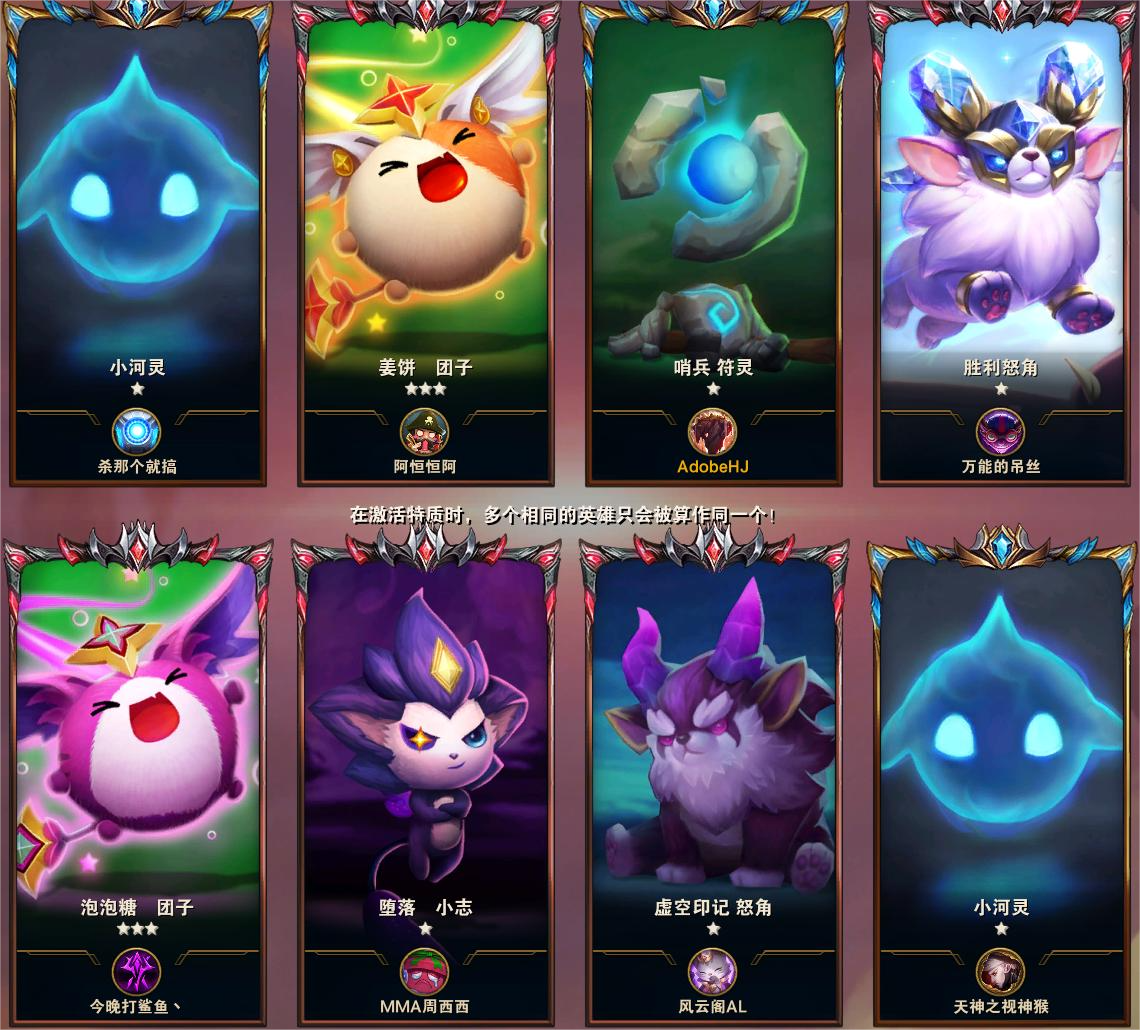 小河灵
姜饼 团子
哨兵 符灵
胜利怒角
杀那个就搞
阿恒恒阿
AdobeHJ
万能的吊丝
在激活特质时，多个相同的英雄只会被算作同一个！
泡泡糖 团子
堕落 小志
虚空印记 怒角
小河灵
今晚打鲨鱼丶
MMA周西西
风云阁AL
天神之视神猴